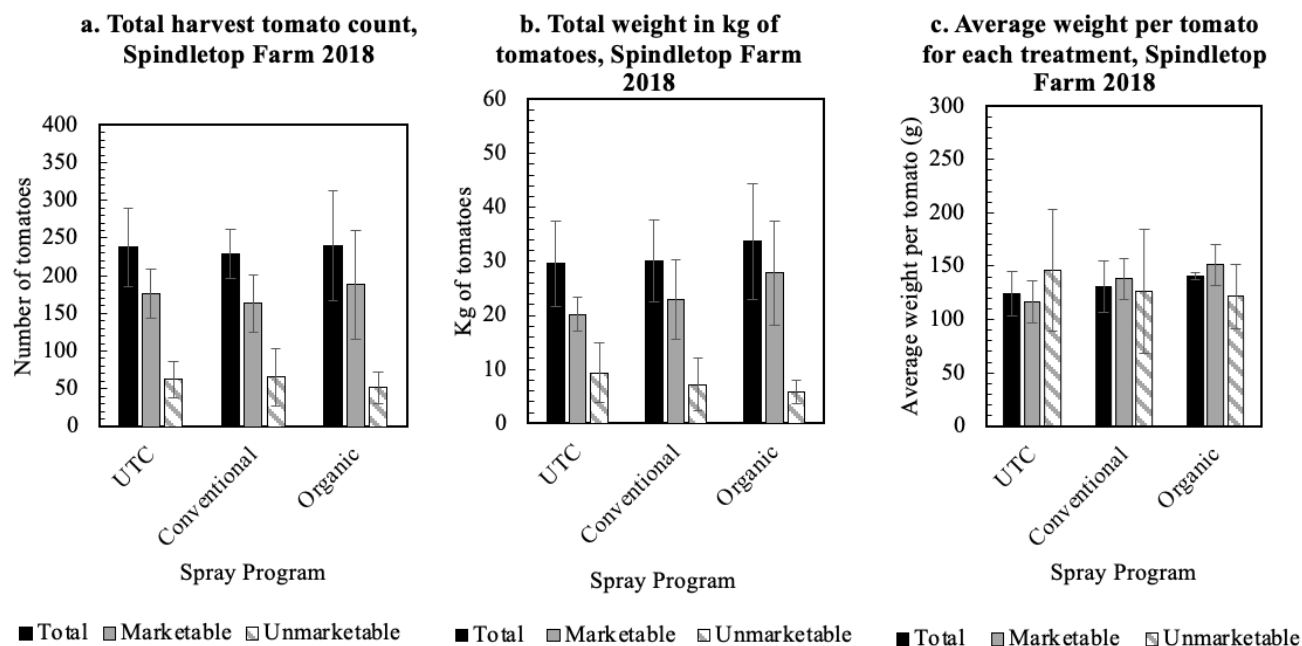 a. Total harvest tomato count,
Spindletop Farm 2018
Number of tomatoes
400
350
300
250
200
150
100
50
0
UTC
Conventional
Organic
Spray Program
Total
Marketable
Unmarketable
b. Total weight in kg of
tomatoes, Spindletop Farm
2018
Kg of tomatoes
60
50
40
30
20
10
0
UTC
Conventional
Organic
Spray Program
Total
Marketable
Unmarketable
c. Average weight per tomato
for each treatment, Spindletop
Farm 2018
Average weight per tomato (g)
300
250
200
150
100
50
0
UTC
Conventional
Organic
Spray Program
Total
Marketable
Unmarketable